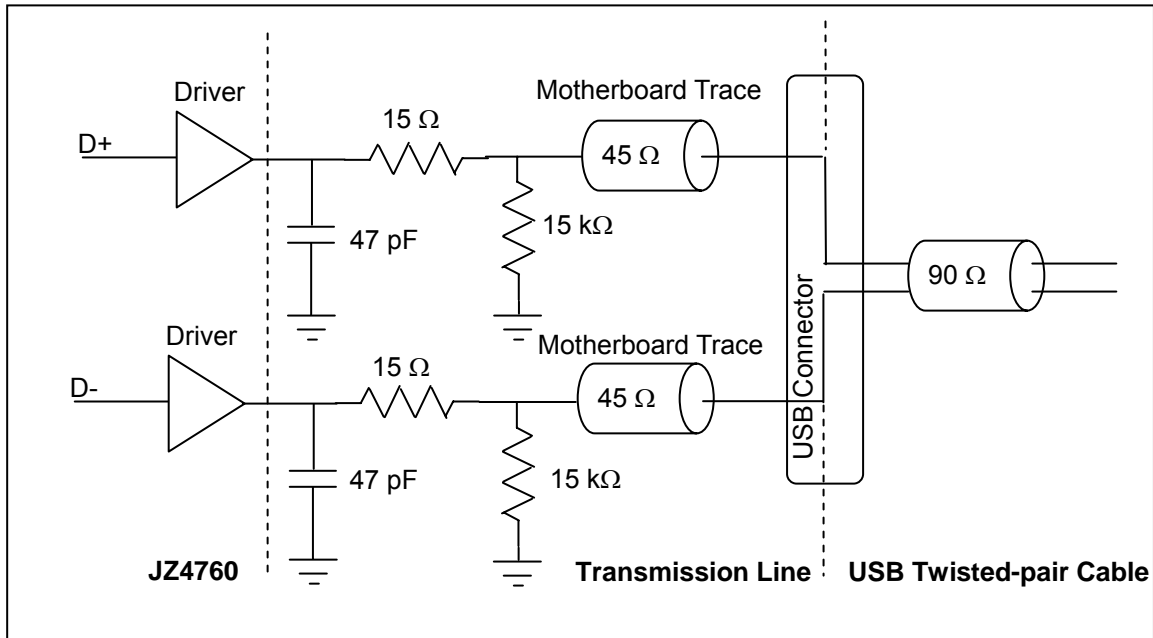 Driver
D+
15 Ω
Motherboard Trace
45 Ω
47 pF
15 kΩ
90 Ω
USB Connector
Driver
D-
15 Ω
Motherboard Trace
45 Ω
47 pF
15 kΩ
JZ4760
Transmission Line
USB Twisted-pair Cable